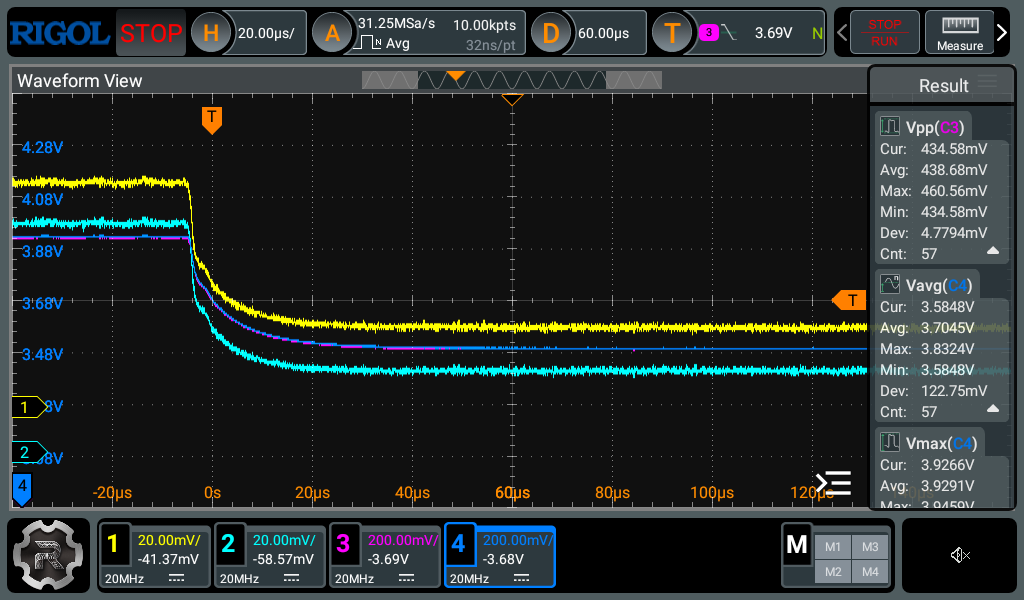 RIGOL STOP H 20.00μs/ A 31.25MSa/s 10.00kpts D 60.00μs T 3 3.69V N STOP
N Avg 32ns/pt RUN Measure
Waveform View
Result
T
Vpp(C3)
Cur: 434.58mV
Avg: 438.68mV
Max: 460.56mV
Min: 434.58mV
Dev: 4.7794mV
Cnt: 57
4.28V
4.08V
3.88V
3.68V
3.48V
T
Vavg(C4)
Cur: 3.5848V
Avg: 3.7045V
Max: 3.8324V
Min: 3.5848V
Dev: 122.75mV
Cnt: 57
1
8V
2
8V
4
Vmax(C4)
Cur: 3.9266V
Avg: 3.9291V
Max: 3.9459V
-20μs 0s 20μs 40μs 60μs 80μs 100μs 120μs
R
1 20.00mV/
-41.37mV
20MHz
2 20.00mV/
-58.57mV
20MHz
3 200.00mV/
-3.69V
20MHz
4 200.00mV/
-3.68V
20MHz
M M1 M3
M2 M4